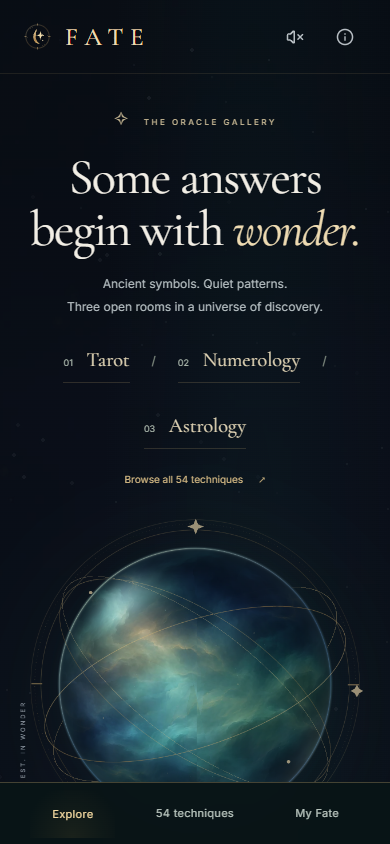 FATE
THE ORACLE GALLERY
Some answers
begin with wonder.
Ancient symbols. Quiet patterns.
Three open rooms in a universe of discovery.
01 Tarot / 02 Numerology /
03 Astrology
Browse all 54 techniques ↗
EST. IN WONDER
Explore 54 techniques My Fate